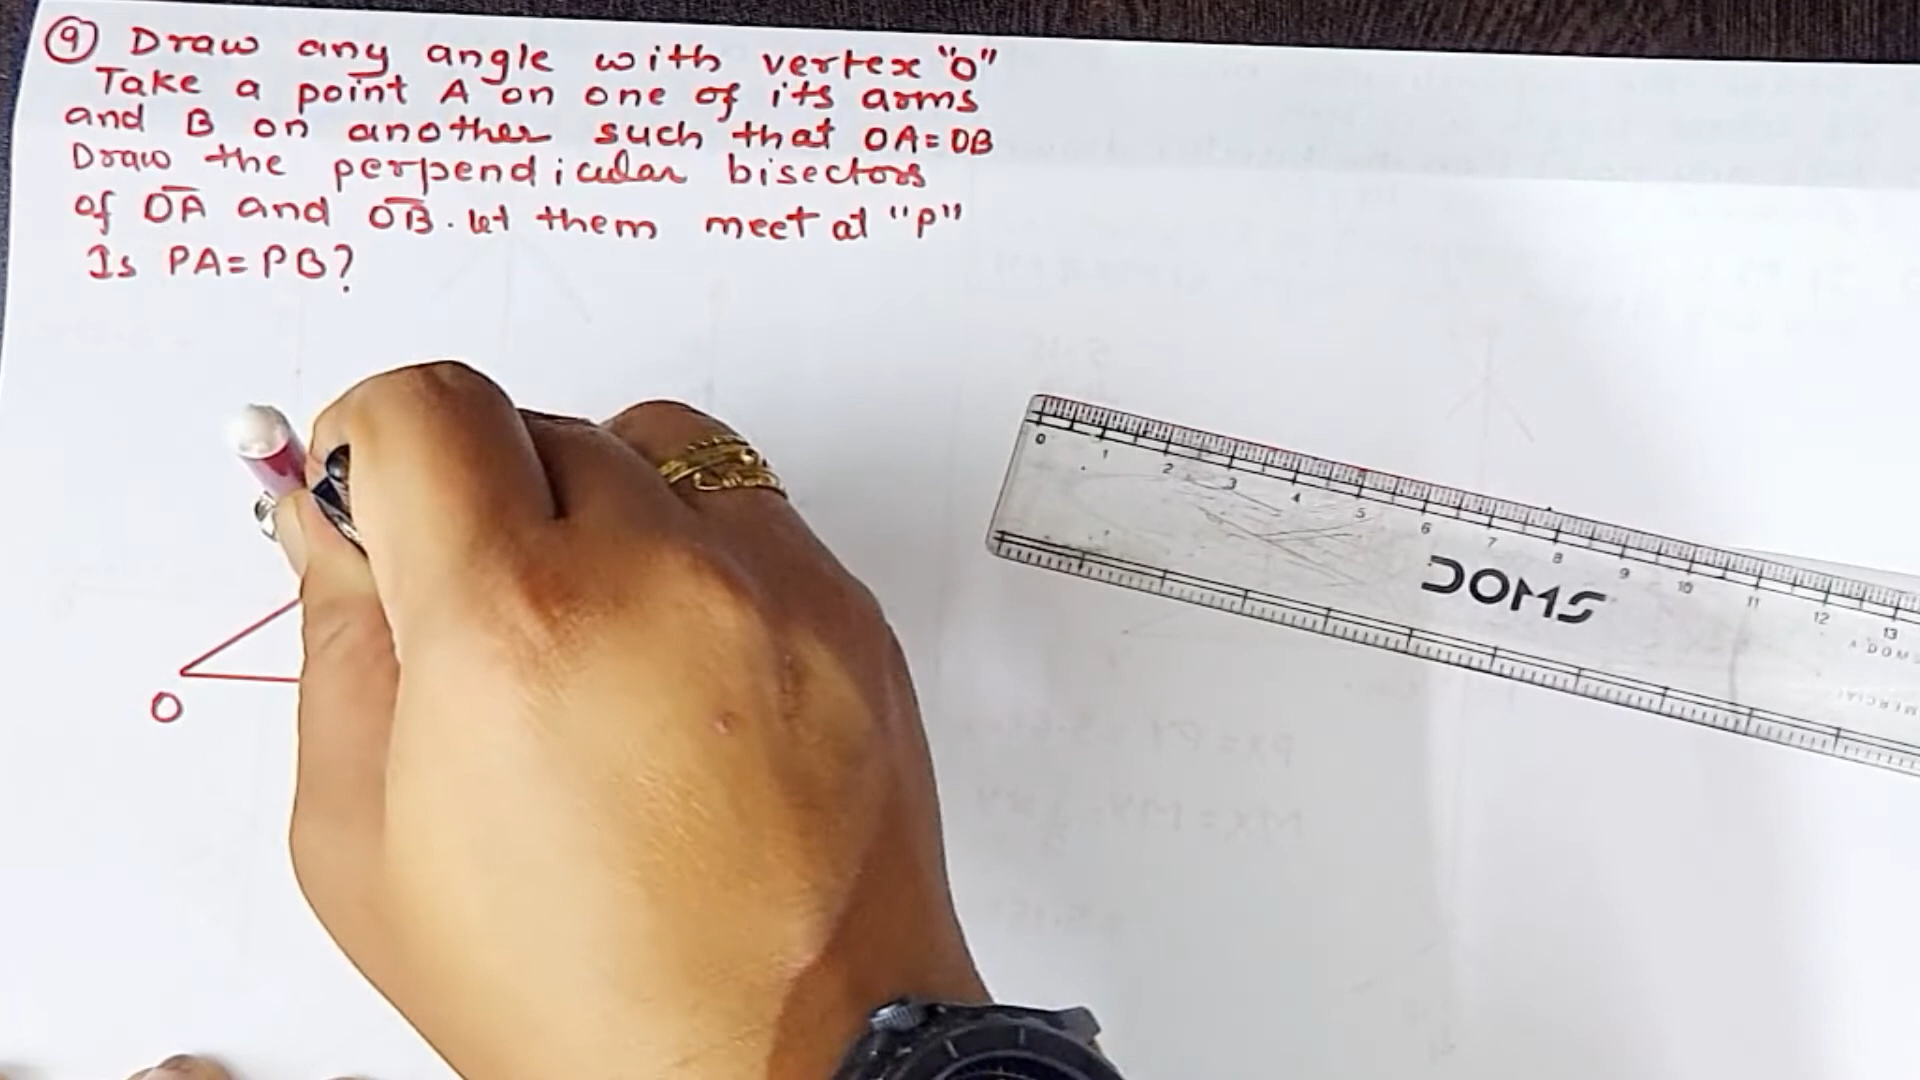 9 Draw any angle with vertex "O"
Take a point A on one of its arms
and B on another such that OA=OB
Draw the perpendicular bisectors
of O̅A̅ and O̅B̅. let them meet at "P"
Is PA=PB?
O
0 1 2 3 4 5 6 7 8 9 10 11 12 13
DOMS
A DOMS